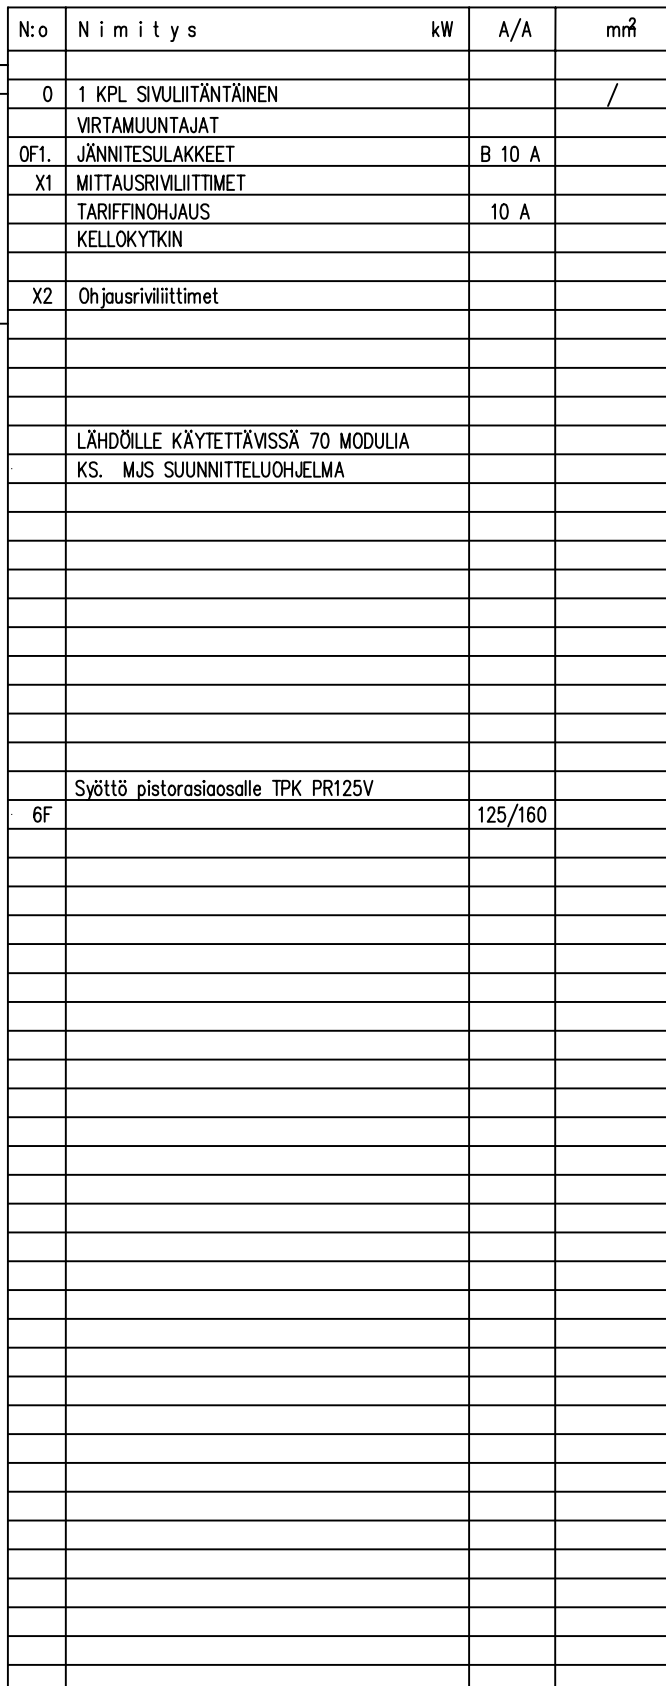 N:o Nimitys kW A/A mm²
0 1 KPL SIVULIITÄNTÄINEN /
VIRTAMUUNTAJAT
0F1. JÄNNITESULAKKEET B 10 A
X1 MITTAUSRIVILIITTIMET
TARIFFINOHJAUS 10 A
KELLOKYTKIN
X2 Ohjausriviliittimet
LÄHDÖILLE KÄYTETTÄVISSÄ 70 MODULIA
KS. MJS SUUNNITTELUOHJELMA
Syöttö pistorasiaosalle TPK PR125V
6F 125/160